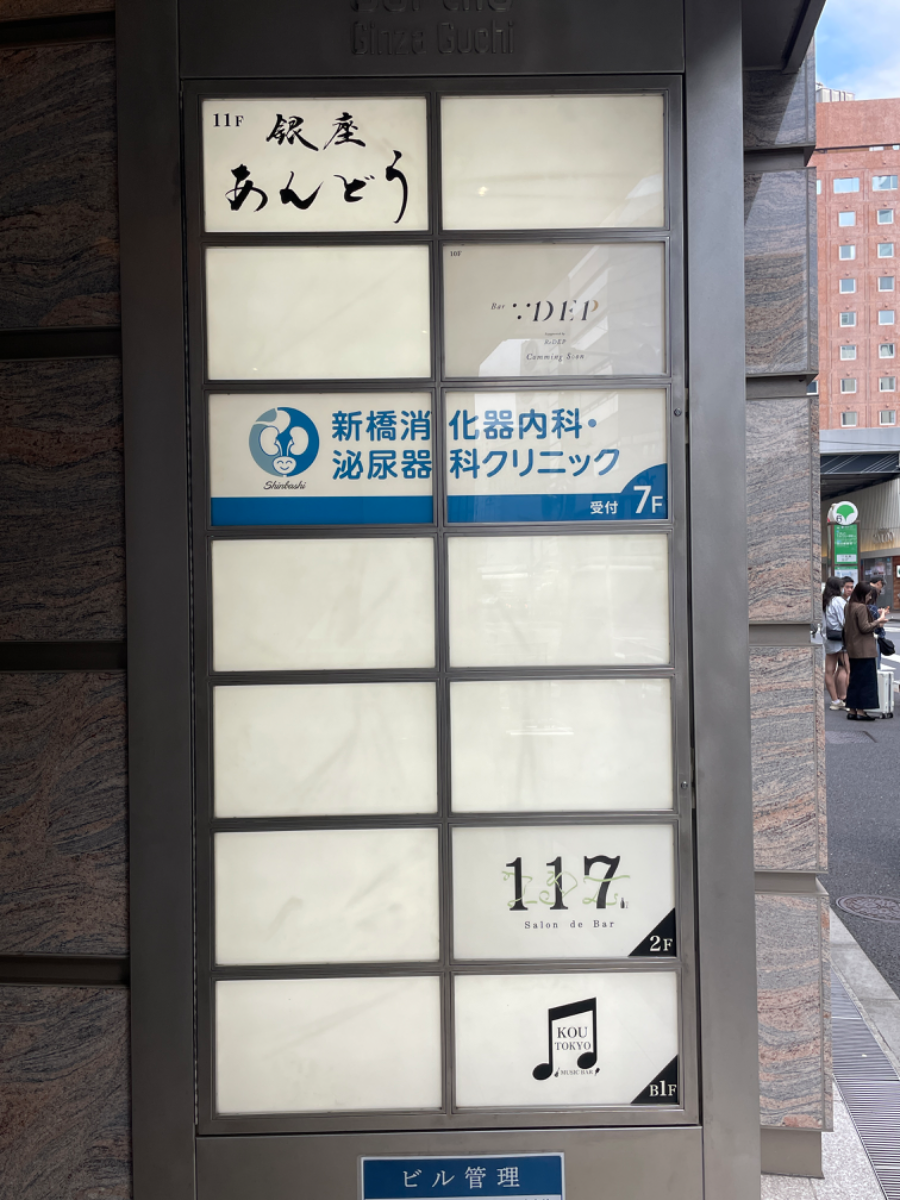 Ginza Guchi
11F
銀座
あんどう
10F
Bar DEP
BoDEP
Comming Soon
新橋消化器内科・
泌尿器科クリニック
Shinbashi
受付 7F
117
Salon de Bar
2F
KOU
TOKYO
MUSIC BAR
B1F
ビル管理